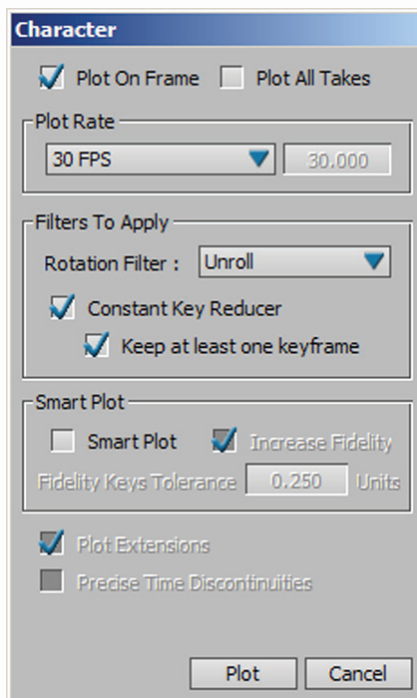 Character
Plot On Frame Plot All Takes
Plot Rate
30 FPS 30.000
Filters To Apply
Rotation Filter : Unroll
Constant Key Reducer
Keep at least one keyframe
Smart Plot
Smart Plot Increase Fidelity
Fidelity Keys Tolerance 0.250 Units
Plot Extensions
Precise Time Discontinuities
Plot Cancel